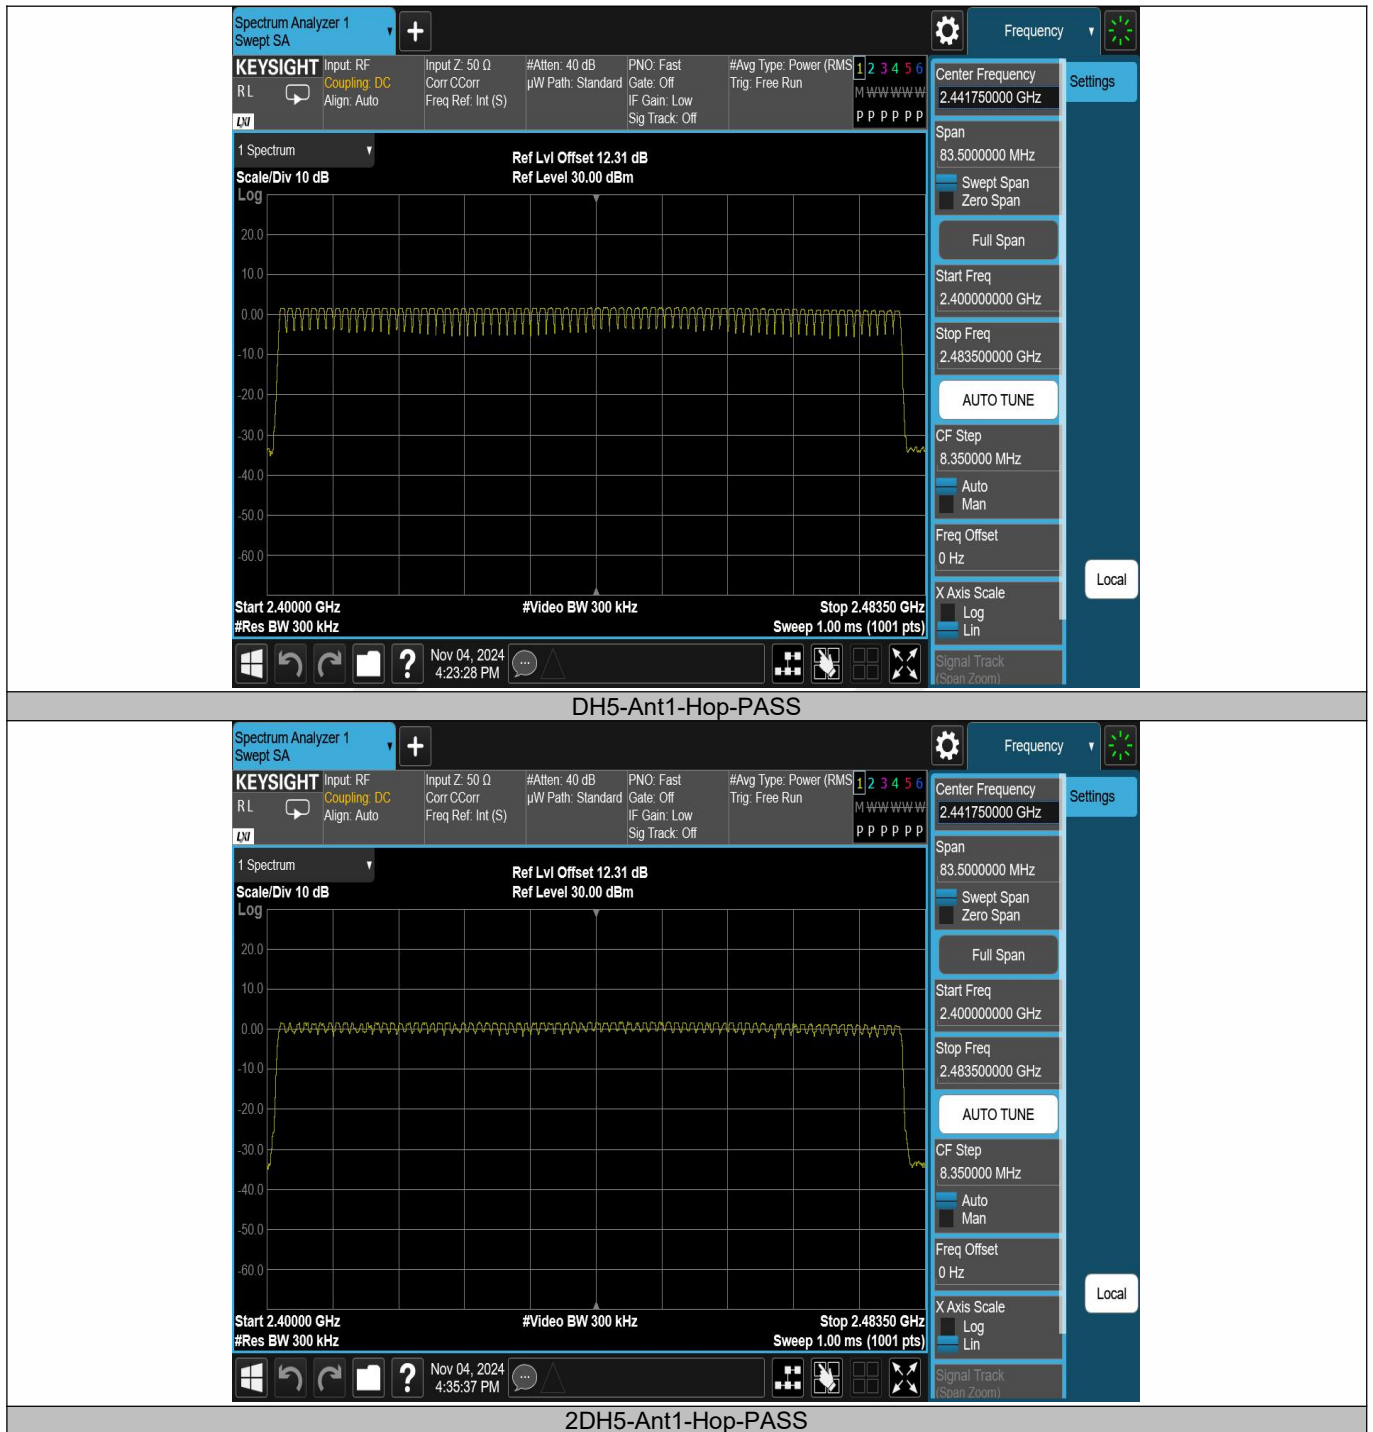 Spectrum Analyzer 1
Swept SA
+
Frequency
KEYSIGHT
RL
LXI
Input: RF
Coupling: DC
Align: Auto
Input Z: 50 Ω
Corr CCorr
Freq Ref: Int (S)
#Atten: 40 dB
µW Path: Standard
PNO: Fast
Gate: Off
IF Gain: Low
Sig Track: Off
#Avg Type: Power (RMS
Trig: Free Run
1 2 3 4 5 6
M W W W W W
P P P P P P
Center Frequency
2.441750000 GHz
Settings
Span
83.5000000 MHz
Swept Span
Zero Span
Full Span
Start Freq
2.400000000 GHz
Stop Freq
2.483500000 GHz
AUTO TUNE
CF Step
8.350000 MHz
Auto
Man
Freq Offset
0 Hz
X Axis Scale
Log
Lin
Signal Track
(Span Zoom)
Local
1 Spectrum
Scale/Div 10 dB
Ref Lvl Offset 12.31 dB
Ref Level 30.00 dBm
Log
20.0
10.0
0.00
-10.0
-20.0
-30.0
-40.0
-50.0
-60.0
Start 2.40000 GHz
#Video BW 300 kHz
Stop 2.48350 GHz
#Res BW 300 kHz
Sweep 1.00 ms (1001 pts)
?
Nov 04, 2024
4:23:28 PM
DH5-Ant1-Hop-PASS
Spectrum Analyzer 1
Swept SA
+
Frequency
KEYSIGHT
RL
LXI
Input: RF
Coupling: DC
Align: Auto
Input Z: 50 Ω
Corr CCorr
Freq Ref: Int (S)
#Atten: 40 dB
µW Path: Standard
PNO: Fast
Gate: Off
IF Gain: Low
Sig Track: Off
#Avg Type: Power (RMS
Trig: Free Run
1 2 3 4 5 6
M W W W W W
P P P P P P
Center Frequency
2.441750000 GHz
Settings
Span
83.5000000 MHz
Swept Span
Zero Span
Full Span
Start Freq
2.400000000 GHz
Stop Freq
2.483500000 GHz
AUTO TUNE
CF Step
8.350000 MHz
Auto
Man
Freq Offset
0 Hz
X Axis Scale
Log
Lin
Signal Track
(Span Zoom)
Local
1 Spectrum
Scale/Div 10 dB
Ref Lvl Offset 12.31 dB
Ref Level 30.00 dBm
Log
20.0
10.0
0.00
-10.0
-20.0
-30.0
-40.0
-50.0
-60.0
Start 2.40000 GHz
#Video BW 300 kHz
Stop 2.48350 GHz
#Res BW 300 kHz
Sweep 1.00 ms (1001 pts)
?
Nov 04, 2024
4:35:37 PM
2DH5-Ant1-Hop-PASS